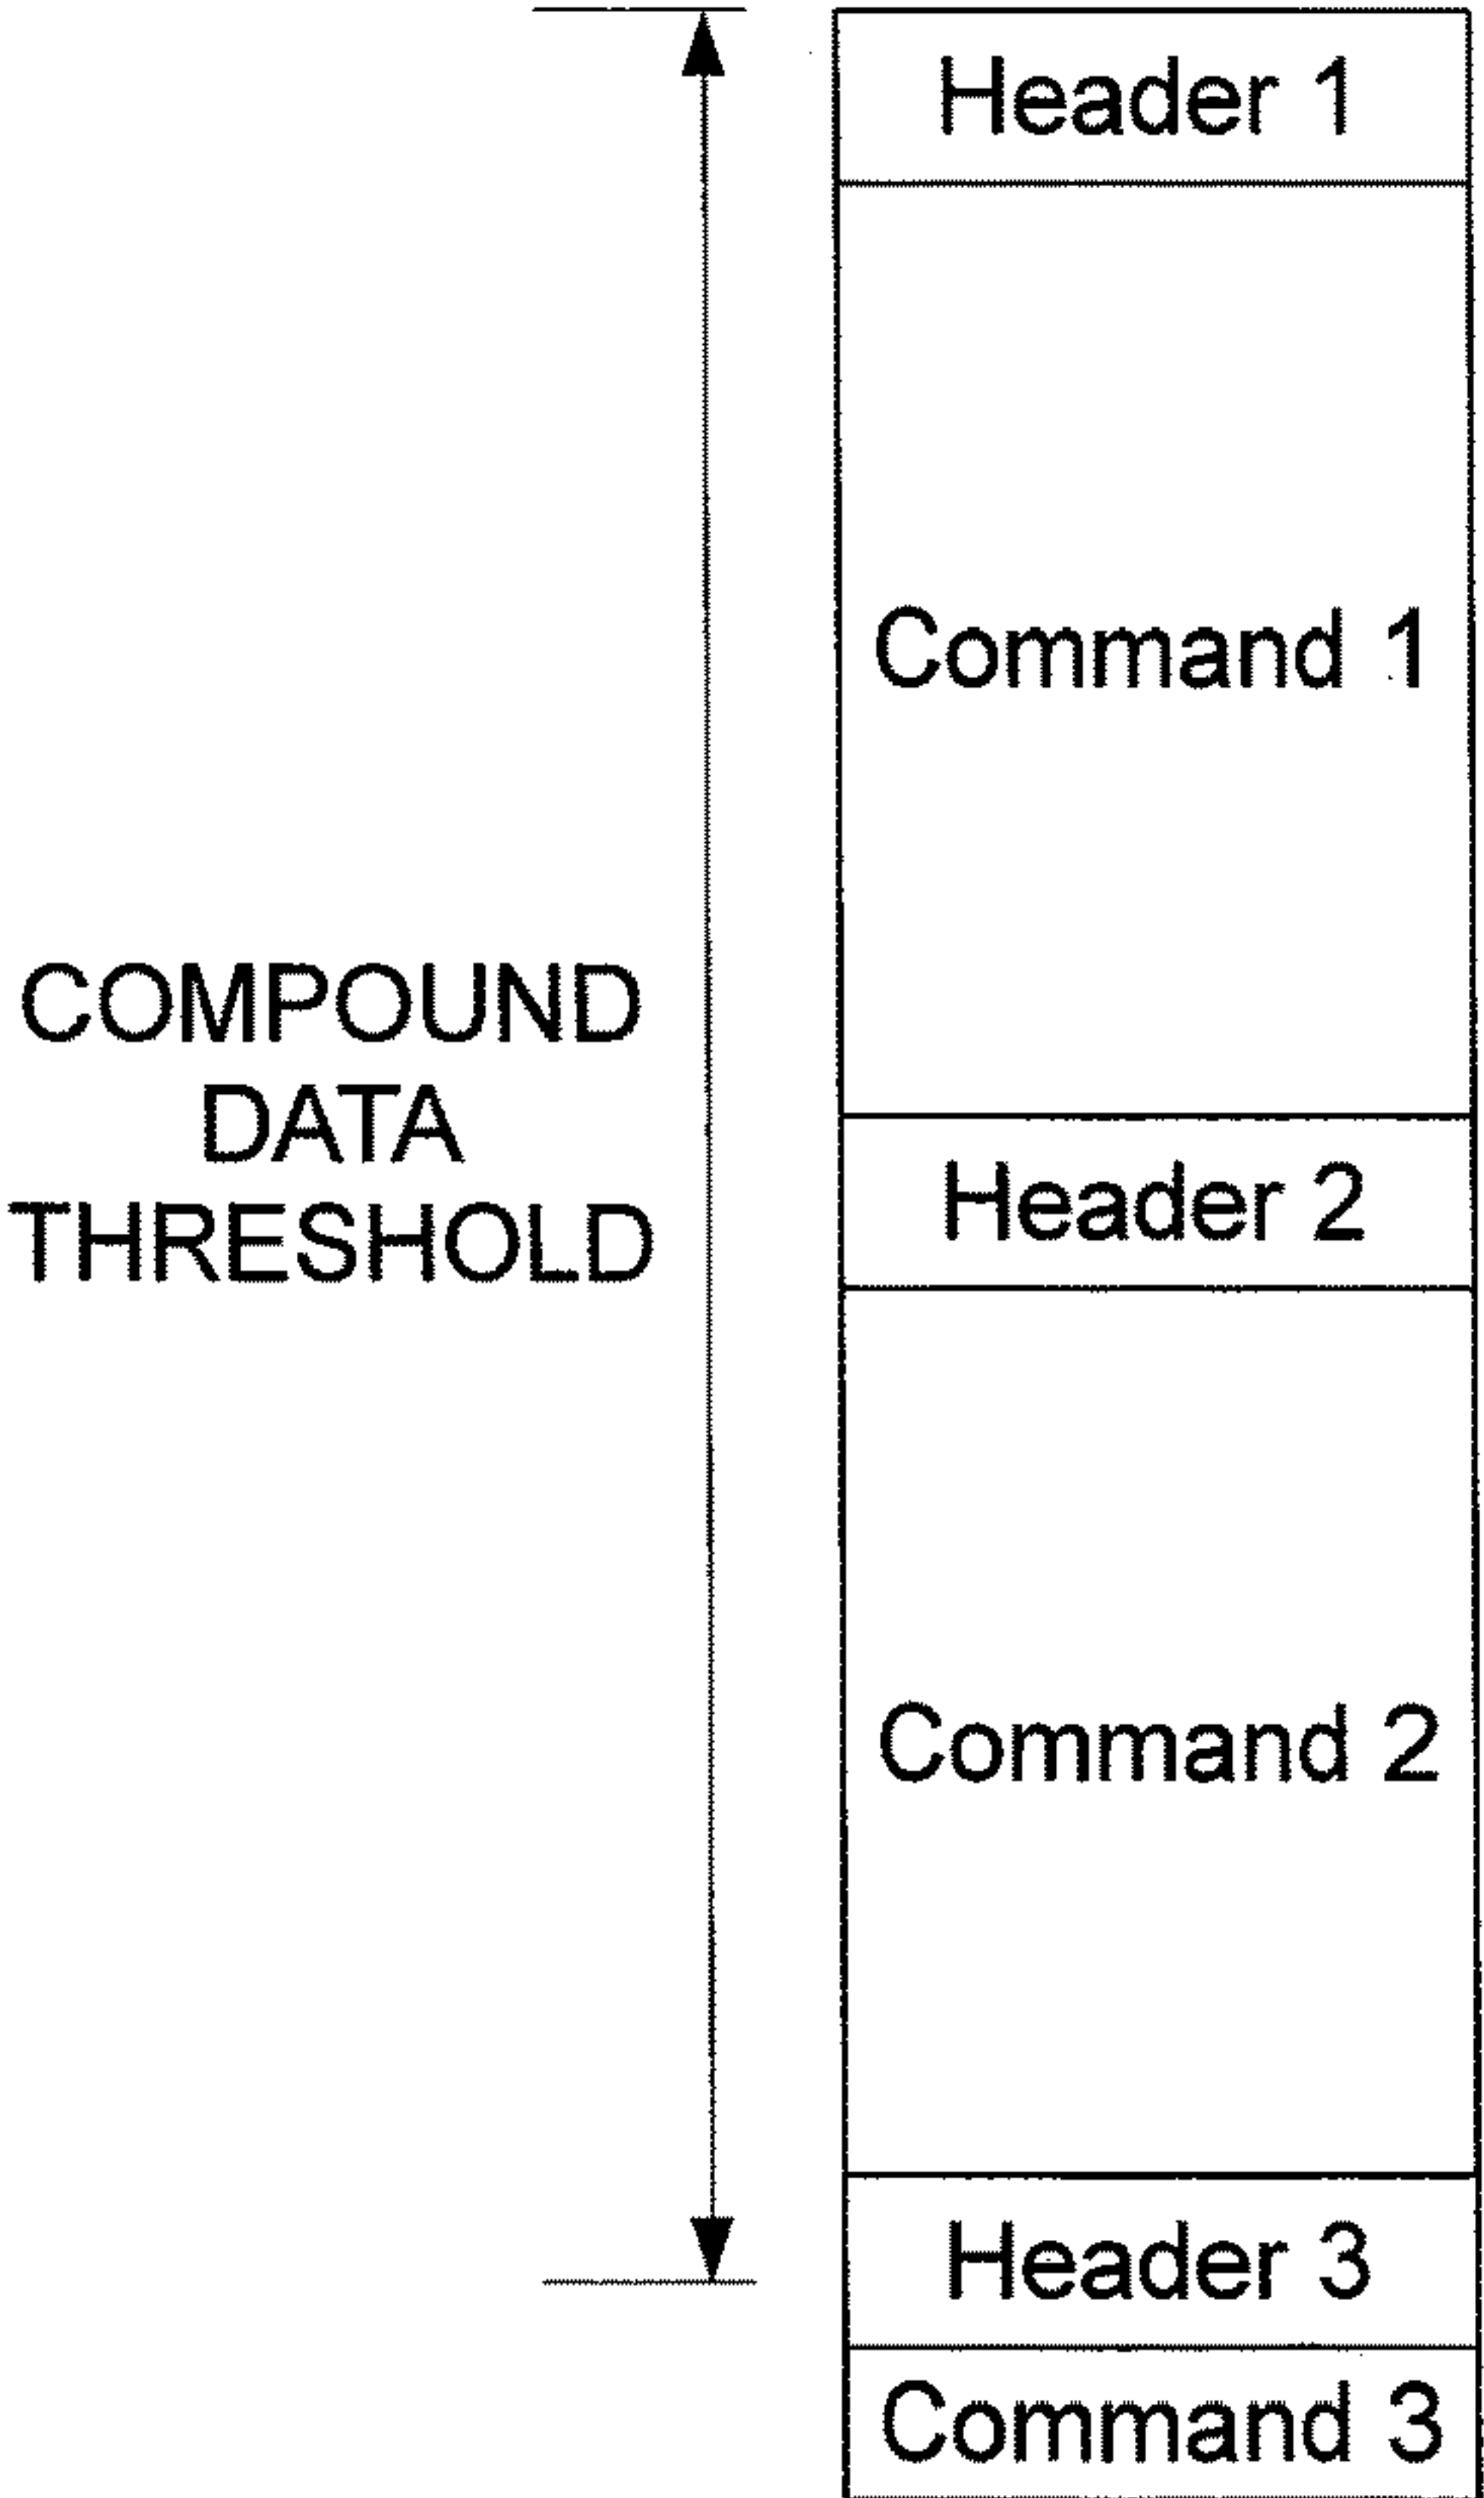 Header 1
Command 1
COMPOUND
DATA
THRESHOLD
Header 2
Command 2
Header 3
Command 3